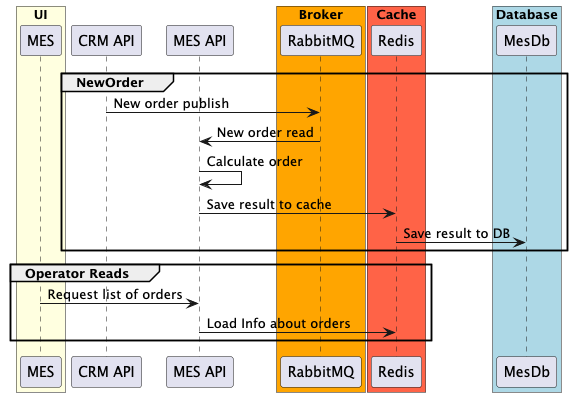 UI Broker Cache Database
MES CRM API MES API RabbitMQ Redis MesDb
NewOrder
New order publish
New order read
Calculate order
Save result to cache
Save result to DB
Operator Reads
Request list of orders
Load Info about orders
MES CRM API MES API RabbitMQ Redis MesDb